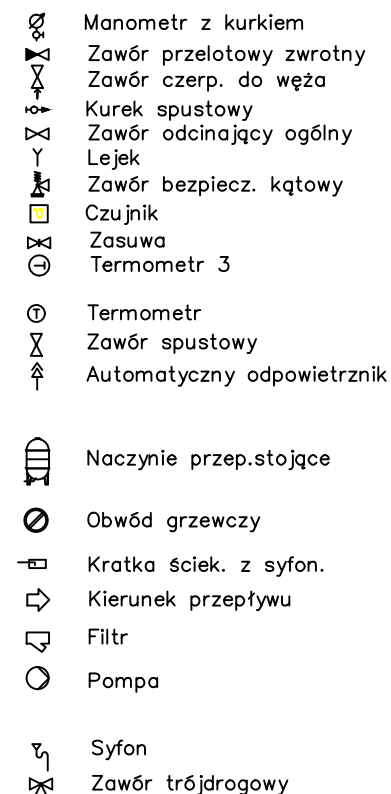 Manometr z kurkiem
Zawór przelotowy zwrotny
Zawór czerp. do węża
Kurek spustowy
Zawór odcinający ogólny
Lejek
Zawór bezpiecz. kątowy
Czujnik
Zasuwa
Termometr 3
T Termometr
Zawór spustowy
Automatyczny odpowietrznik
Naczynie przep.stojące
Obwód grzewczy
Kratka ściek. z syfon.
Kierunek przepływu
Filtr
Pompa
Syfon
Zawór trójdrogowy